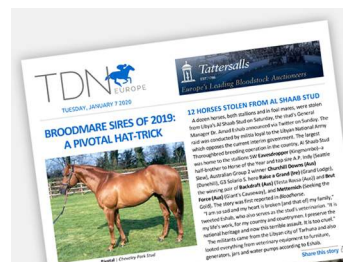 TDN
EUROPE
TUESDAY, JANUARY 7 2020
Tattersalls
Europe's Leading Bloodstock Auctioneers
BROODMARE SIRES OF 2019:
A PIVOTAL HAT-TRICK
Pivotal | Cheveley Park Stud
12 HORSES STOLEN FROM AL SHAAB STUD
A dozen horses, both stallions and in foal mares, were stolen
from Libya's Al Shaab Stud on Saturday, the stud's General
Manager Dr. Amad Eshaab announced via Twitter on Sunday. The
raid was conducted by militia loyal to the Libyan National Army
which opposes the current interim government. The largest
Thoroughbred breeding operation in the country, Al Shaab Stud
was home to the stallions SW Eavesdropper (Kingmambo)--a
half-brother to Horse of the Year and top sire A.P. Indy (Seattle
Slew), Australian Group 2 winner Churchill Downs (Aus)
(Danehill), G3 Solario S. hero Raise a Grand (Ire) (Grand Lodge),
the winning pair of Rackdraft (Aus) (Testa Rossa {Aus}) and Brut
Force (Aus) (Giant's Causeway), and Mettenish (Seeking the
Gold). The story was first reported in Bloodhorse.
"I am so sad and my heart is broken [and that of] my family,"
tweeted Eshaab, who also serves as the stud's veterinarian. "It is
my life's work, for my country and countrymen. I preserve the
national heritage and now this terrible assault. It is too cruel."
The militants came from the Libyan city of Tarhuna and also
looted everything from veterinary equipment to furniture,
generators, jars and water pumps according to Eshab.
Share this story